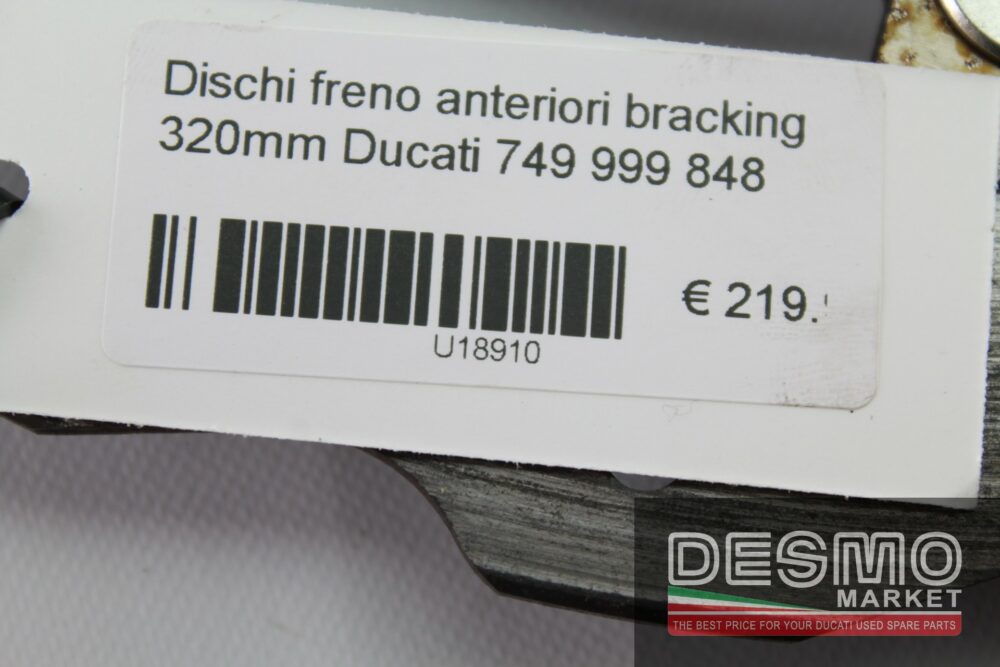 Dischi freno anteriori bracking
320mm Ducati 749 999 848
€ 219.
U18910
DESMO
MARKET
THE BEST PRICE FOR YOUR DUCATI USED SPARE PARTS